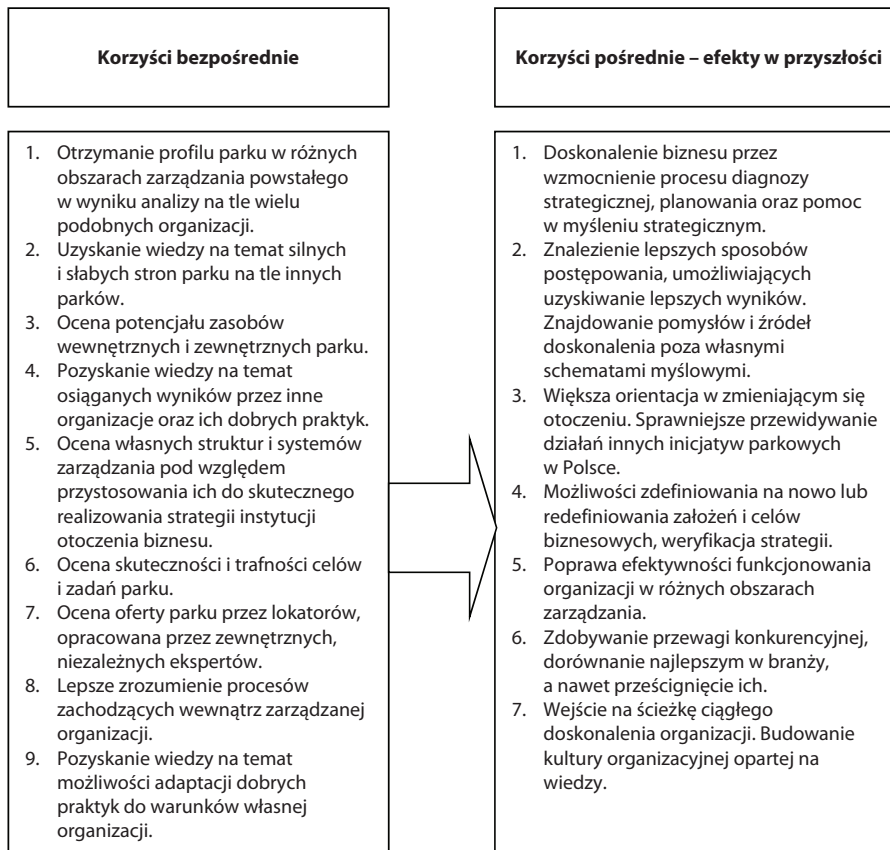 Korzyści bezpośrednie
1. Otrzymanie profilu parku w różnych
obszarach zarządzania powstałego
w wyniku analizy na tle wielu
podobnych organizacji.
2. Uzyskanie wiedzy na temat silnych
i słabych stron parku na tle innych
parków.
3. Ocena potencjału zasobów
wewnętrznych i zewnętrznych parku.
4. Pozyskanie wiedzy na temat
osiąganych wyników przez inne
organizacje oraz ich dobrych praktyk.
5. Ocena własnych struktur i systemów
zarządzania pod względem
przystosowania ich do skutecznego
realizowania strategii instytucji
otoczenia biznesu.
6. Ocena skuteczności i trafności celów
i zadań parku.
7. Ocena oferty parku przez lokatorów,
opracowana przez zewnętrznych,
niezależnych ekspertów.
8. Lepsze zrozumienie procesów
zachodzących wewnątrz zarządzanej
organizacji.
9. Pozyskanie wiedzy na temat
możliwości adaptacji dobrych
praktyk do warunków własnej
organizacji.
Korzyści pośrednie – efekty w przyszłości
1. Doskonalenie biznesu przez
wzmocnienie procesu diagnozy
strategicznej, planowania oraz pomoc
w myśleniu strategicznym.
2. Znalezienie lepszych sposobów
postępowania, umożliwiających
uzyskiwanie lepszych wyników.
Znajdowanie pomysłów i źródeł
doskonalenia poza własnymi
schematami myślowymi.
3. Większa orientacja w zmieniającym się
otoczeniu. Sprawniejsze przewidywanie
działań innych inicjatyw parkowych
w Polsce.
4. Możliwości zdefiniowania na nowo lub
redefiniowania założeń i celów
biznesowych, weryfikacja strategii.
5. Poprawa efektywności funkcjonowania
organizacji w różnych obszarach
zarządzania.
6. Zdobywanie przewagi konkurencyjnej,
dorównanie najlepszym w branży,
a nawet prześcignięcie ich.
7. Wejście na ścieżkę ciągłego
doskonalenia organizacji. Budowanie
kultury organizacyjnej opartej na
wiedzy.